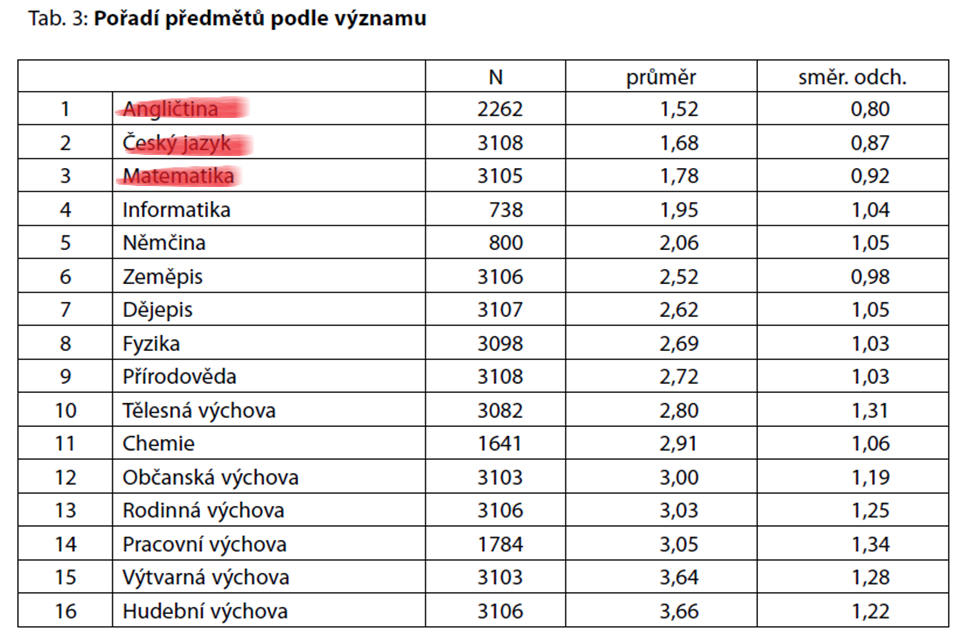 Tab. 3: Pořadí předmětů podle významu
N průměr směr. odch.
1 Angličtina 2262 1,52 0,80
2 Český jazyk 3108 1,68 0,87
3 Matematika 3105 1,78 0,92
4 Informatika 738 1,95 1,04
5 Němčina 800 2,06 1,05
6 Zeměpis 3106 2,52 0,98
7 Dějepis 3107 2,62 1,05
8 Fyzika 3098 2,69 1,03
9 Přírodověda 3108 2,72 1,03
10 Tělesná výchova 3082 2,80 1,31
11 Chemie 1641 2,91 1,06
12 Občanská výchova 3103 3,00 1,19
13 Rodinná výchova 3106 3,03 1,25
14 Pracovní výchova 1784 3,05 1,34
15 Výtvarná výchova 3103 3,64 1,28
16 Hudební výchova 3106 3,66 1,22